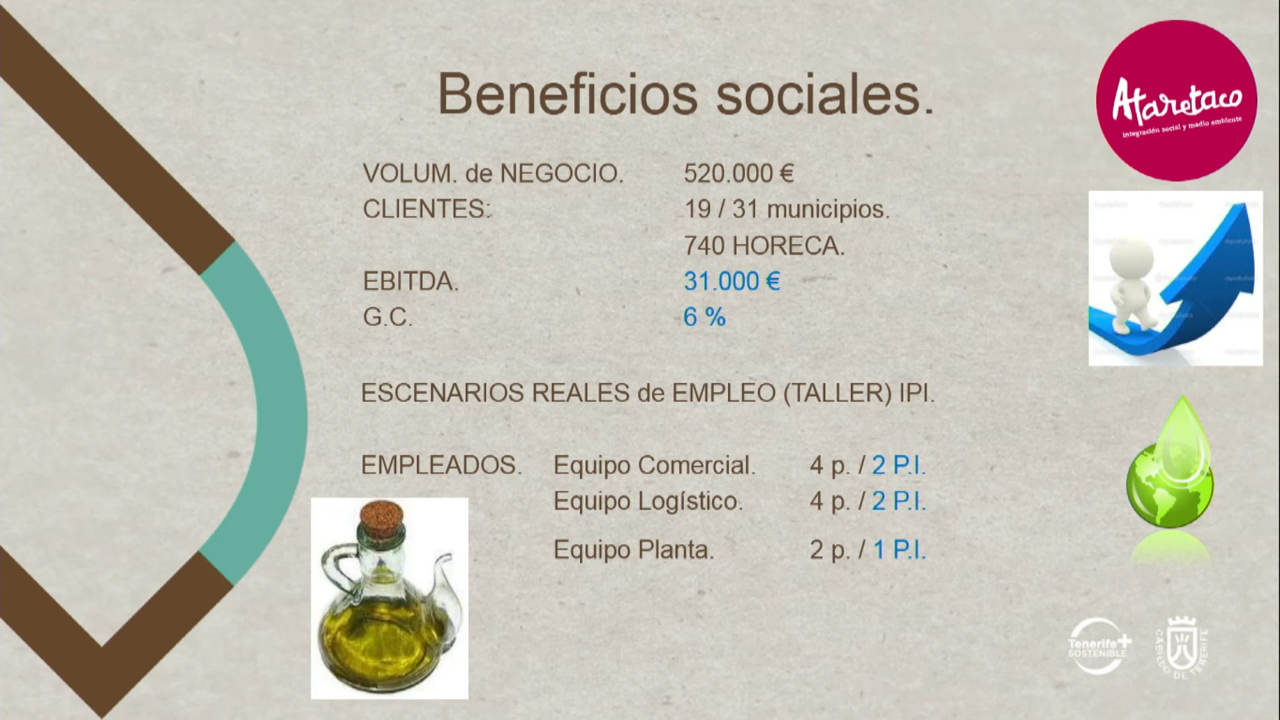 Beneficios sociales.
Ataretaco
integración social y medio ambiente
VOLUM. de NEGOCIO. 520.000 €
CLIENTES: 19 / 31 municipios.
740 HORECA.
EBITDA. 31.000 €
G.C. 6 %
ESCENARIOS REALES de EMPLEO (TALLER) IPI.
EMPLEADOS. Equipo Comercial. 4 p. / 2 P.I.
Equipo Logístico. 4 p. / 2 P.I.
Equipo Planta. 2 p. / 1 P.I.
Tenerife+
SOSTENIBLE
CABILDO DE TENERIFE